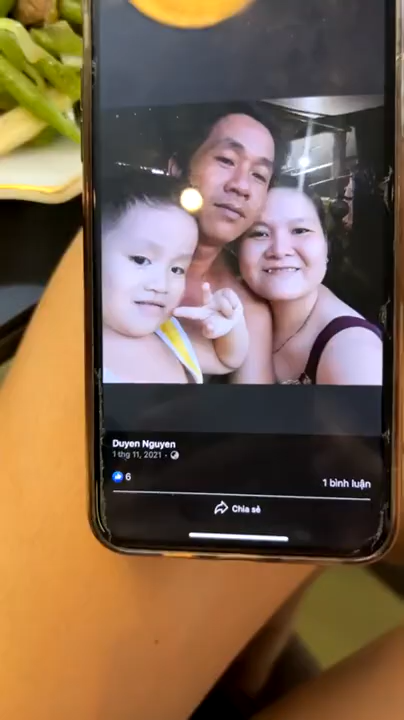 Duyen Nguyen
1 thg 11, 2021 ·
6
1 bình luận
Chia sẻ